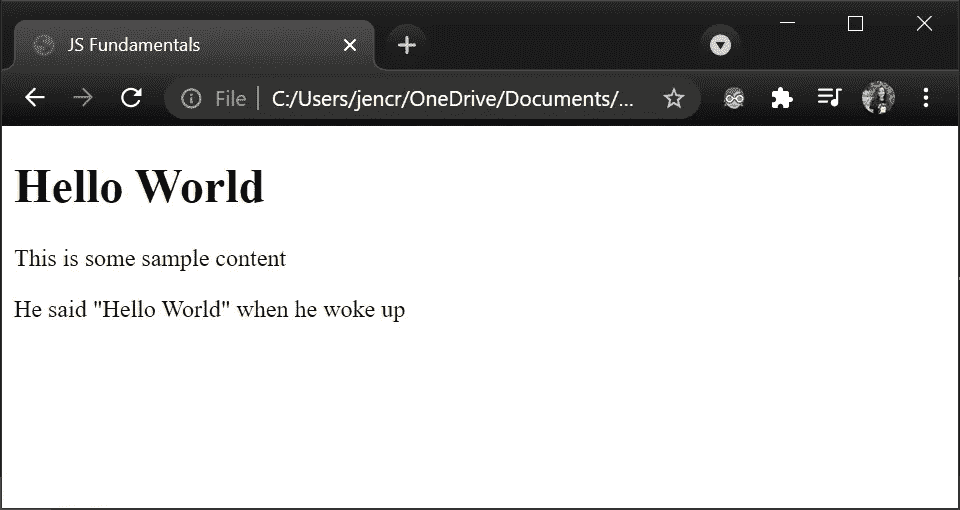 JS Fundamentals
File | C:/Users/jencr/OneDrive/Documents/...
Hello World
This is some sample content
He said "Hello World" when he woke up